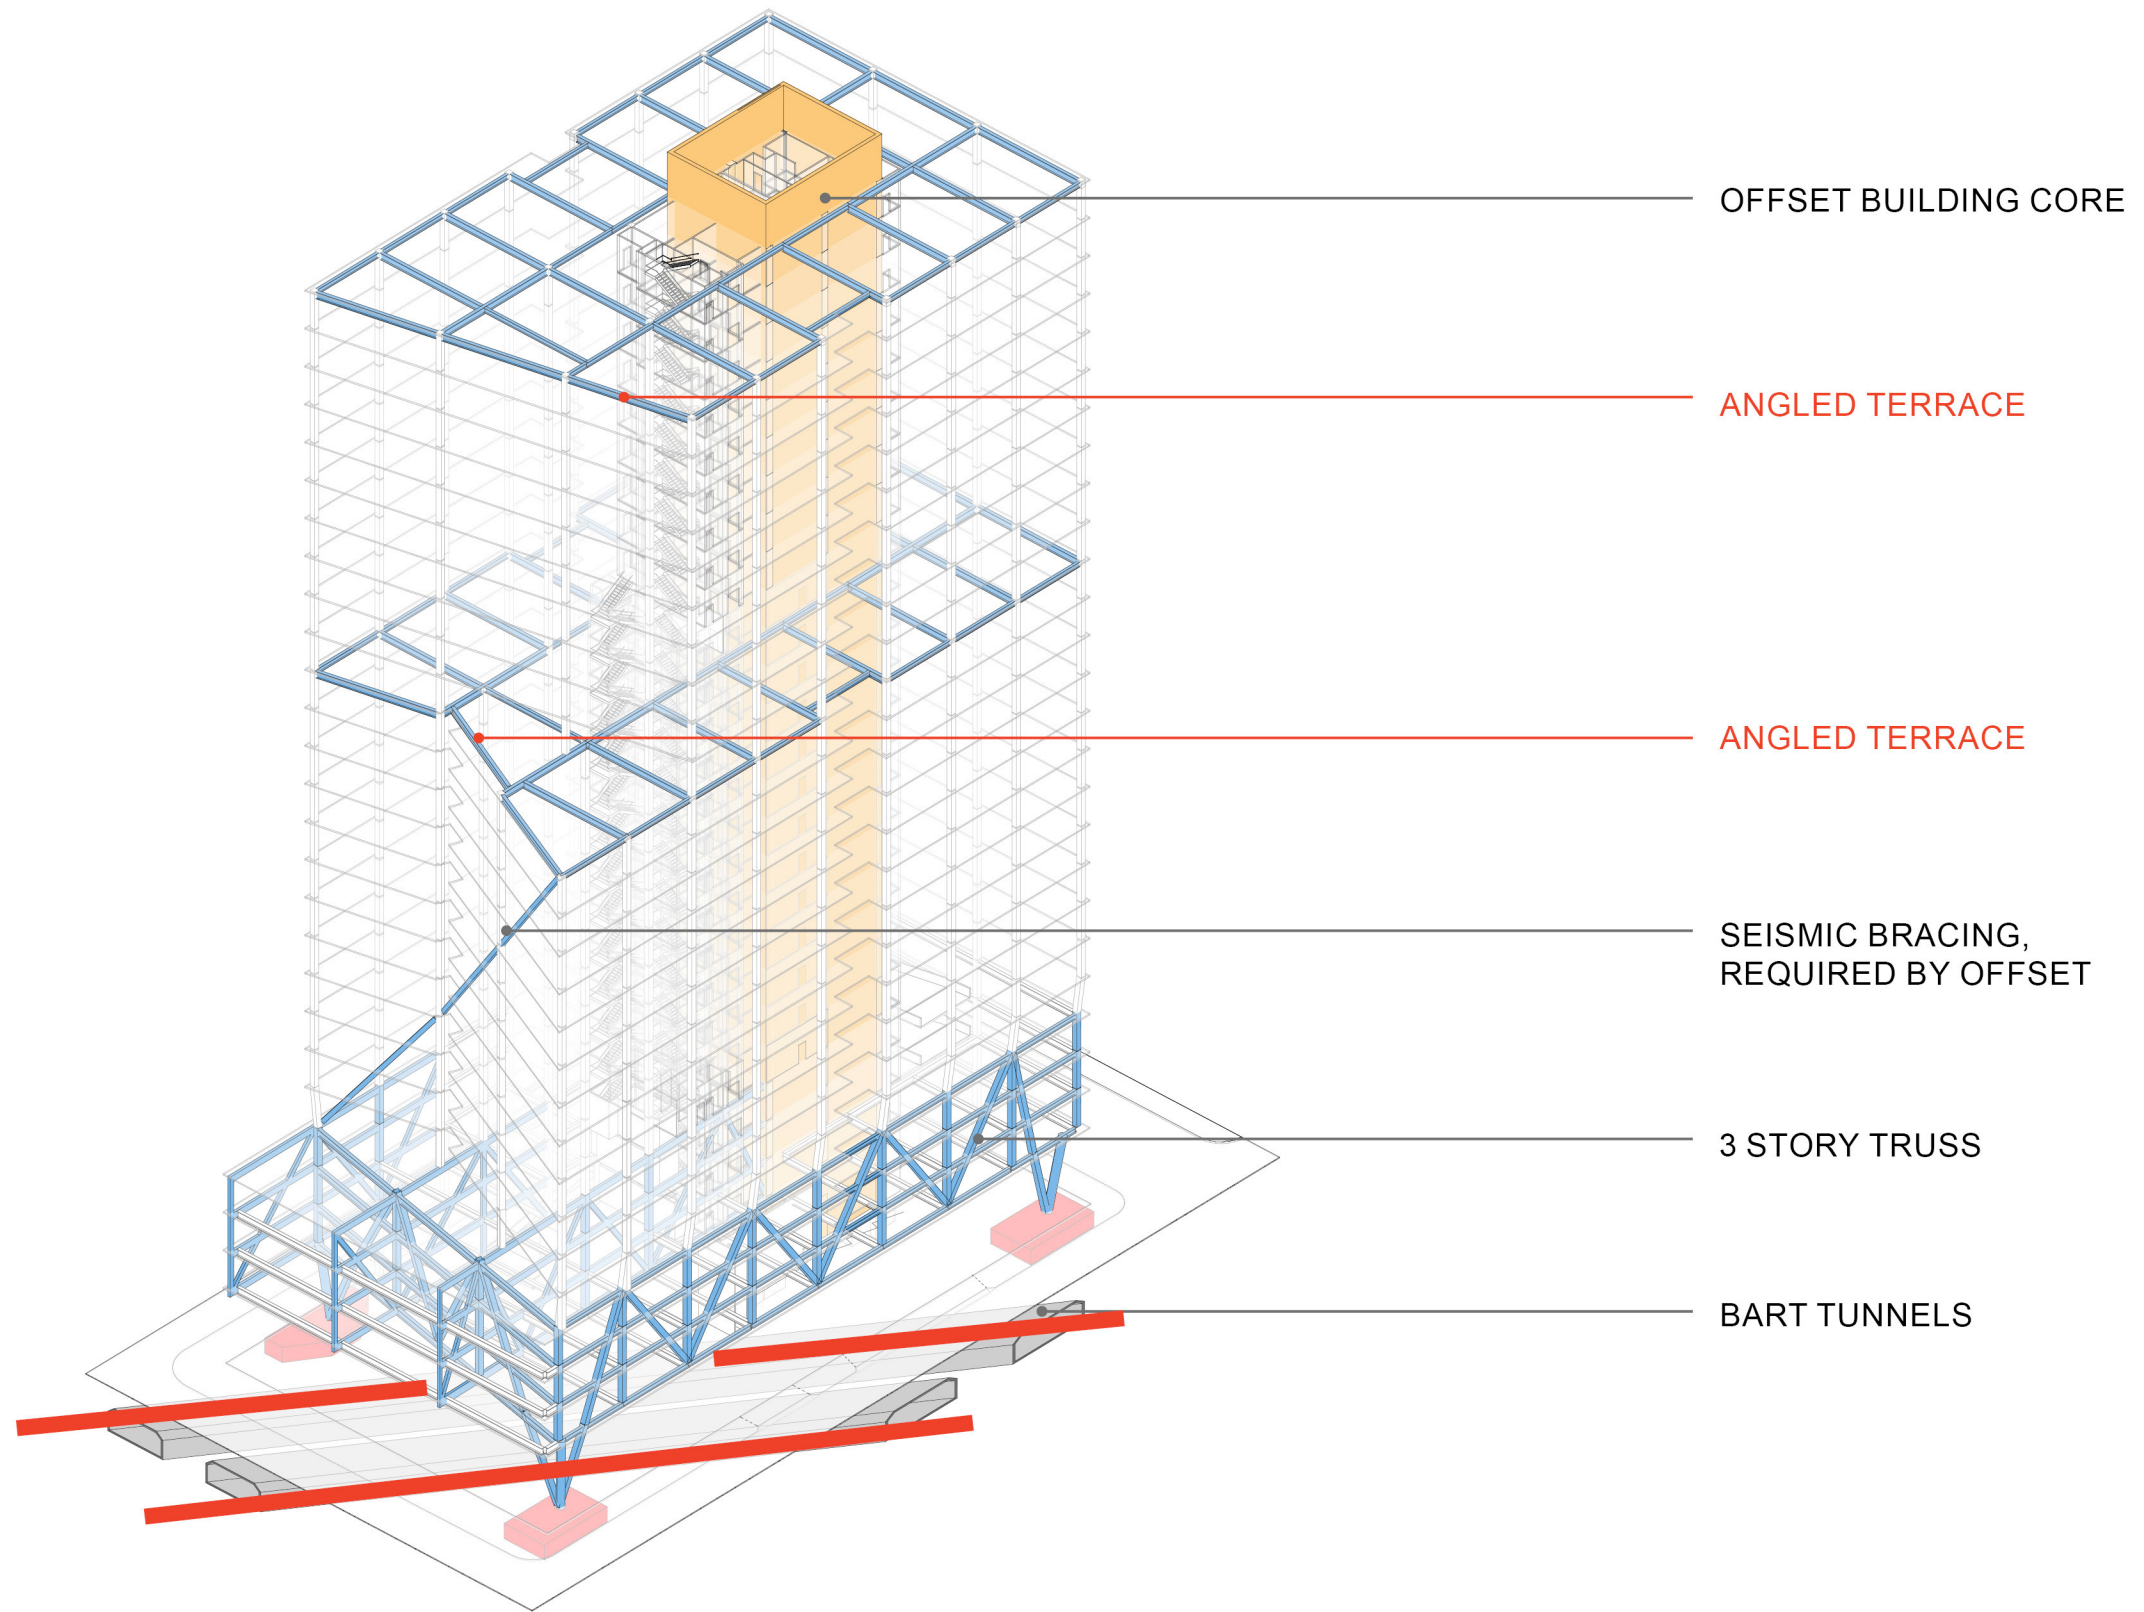 OFFSET BUILDING CORE
ANGLED TERRACE
ANGLED TERRACE
SEISMIC BRACING,
REQUIRED BY OFFSET
3 STORY TRUSS
BART TUNNELS